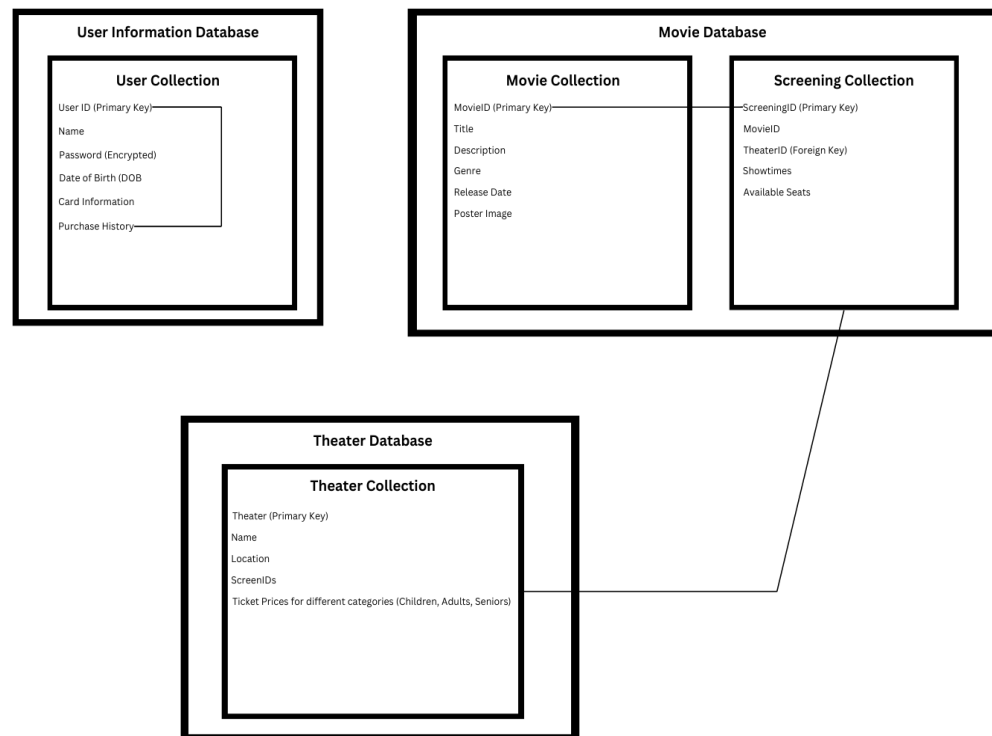 User Information Database
User Collection
User ID (Primary Key)
Name
Password (Encrypted)
Date of Birth (DOB
Card Information
Purchase History
Movie Database
Movie Collection
MovieID (Primary Key)
Title
Description
Genre
Release Date
Poster Image
Screening Collection
ScreeningID (Primary Key)
MovieID
TheaterID (Foreign Key)
Showtimes
Available Seats
Theater Database
Theater Collection
Theater (Primary Key)
Name
Location
ScreenIDs
Ticket Prices for different categories (Children, Adults, Seniors)